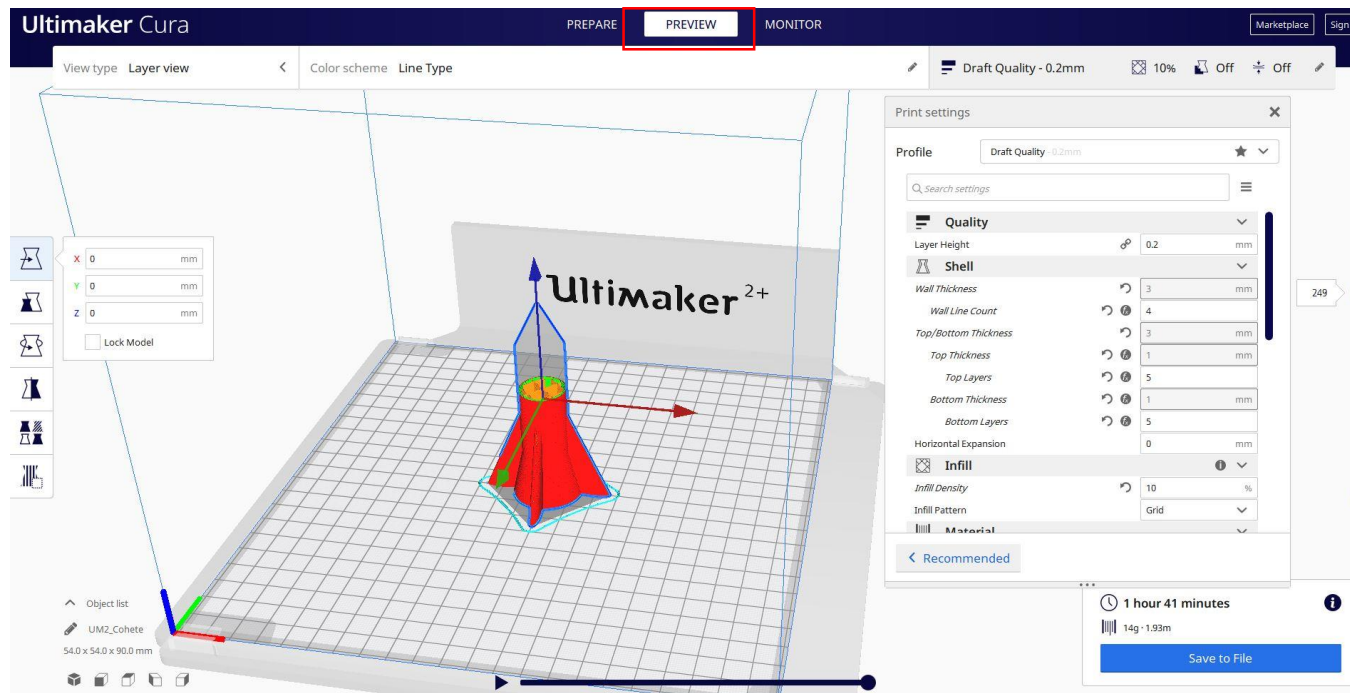 Ultimaker Cura
PREPARE PREVIEW MONITOR
Marketplace
Sign
View type Layer view
Color scheme Line Type
Draft Quality - 0.2mm 10% Off Off
Print settings
Profile Draft Quality - 0.2mm
Search settings
Quality
Layer Height 0.2 mm
Shell
Wall Thickness 3 mm
Wall Line Count 4
Top/Bottom Thickness 3 mm
Top Thickness 1 mm
Top Layers 5
Bottom Thickness 1 mm
Bottom Layers 5
Horizontal Expansion 0 mm
Infill
Infill Density 10 %
Infill Pattern Grid
Material
< Recommended
X 0 mm
Y 0 mm
Z 0 mm
Lock Model
Ultimaker 2+
249
Object list
UM2_Cohete
54.0 x 54.0 x 90.0 mm
1 hour 41 minutes
14g · 1.93m
Save to File